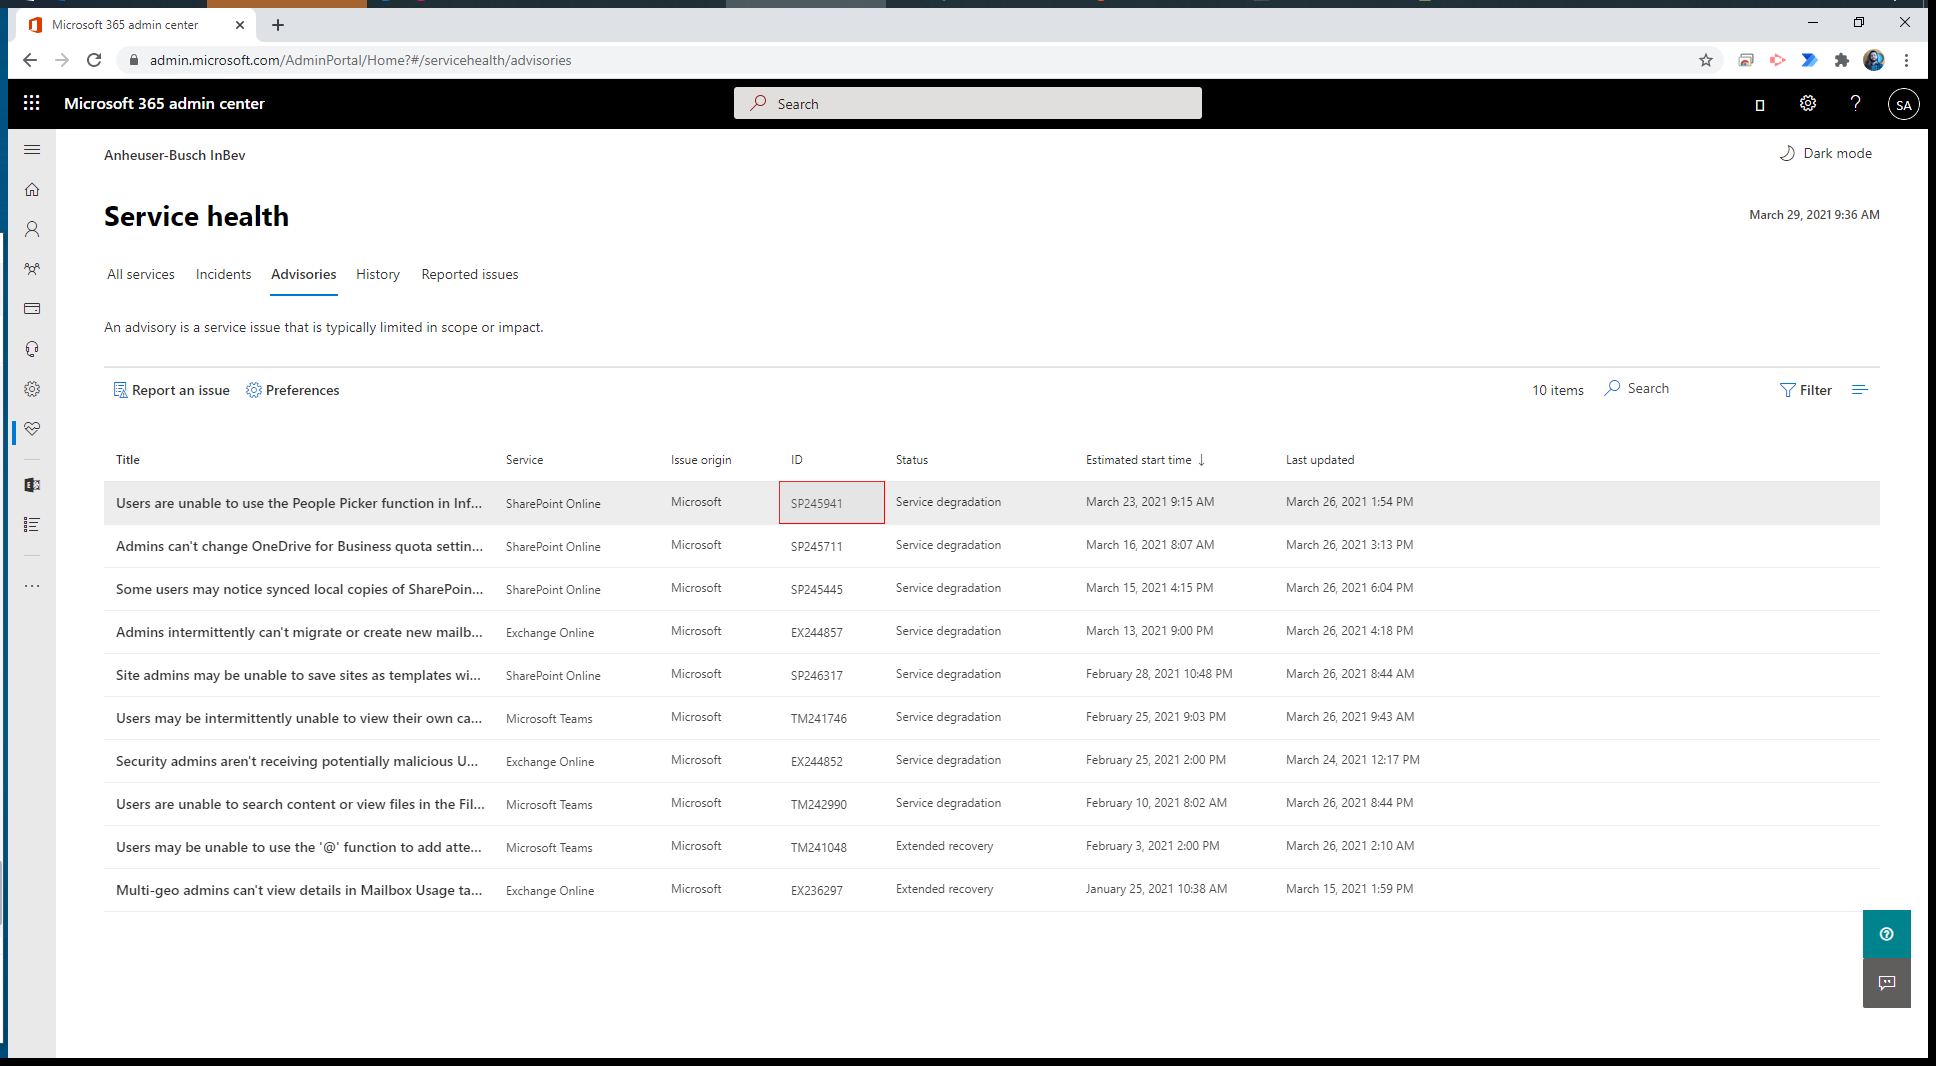 Microsoft 365 admin center
admin.microsoft.com/AdminPortal/Home?#/servicehealth/advisories
Microsoft 365 admin center
Search
SA
Anheuser-Busch InBev
Dark mode
Service health
March 29, 2021 9:36 AM
All services Incidents Advisories History Reported issues
An advisory is a service issue that is typically limited in scope or impact.
Report an issue Preferences 10 items Search Filter
Title Service Issue origin ID Status Estimated start time ↓ Last updated
Users are unable to use the People Picker function in Inf... SharePoint Online Microsoft SP245941 Service degradation March 23, 2021 9:15 AM March 26, 2021 1:54 PM
Admins can't change OneDrive for Business quota settin... SharePoint Online Microsoft SP245711 Service degradation March 16, 2021 8:07 AM March 26, 2021 3:13 PM
Some users may notice synced local copies of SharePoin... SharePoint Online Microsoft SP245445 Service degradation March 15, 2021 4:15 PM March 26, 2021 6:04 PM
Admins intermittently can't migrate or create new mailb... Exchange Online Microsoft EX244857 Service degradation March 13, 2021 9:00 PM March 26, 2021 4:18 PM
Site admins may be unable to save sites as templates wi... SharePoint Online Microsoft SP246317 Service degradation February 28, 2021 10:48 PM March 26, 2021 8:44 AM
Users may be intermittently unable to view their own ca... Microsoft Teams Microsoft TM241746 Service degradation February 25, 2021 9:03 PM March 26, 2021 9:43 AM
Security admins aren't receiving potentially malicious U... Exchange Online Microsoft EX244852 Service degradation February 25, 2021 2:00 PM March 24, 2021 12:17 PM
Users are unable to search content or view files in the Fil... Microsoft Teams Microsoft TM242990 Service degradation February 10, 2021 8:02 AM March 26, 2021 8:44 PM
Users may be unable to use the '@' function to add atte... Microsoft Teams Microsoft TM241048 Extended recovery February 3, 2021 2:00 PM March 26, 2021 2:10 AM
Multi-geo admins can't view details in Mailbox Usage ta... Exchange Online Microsoft EX236297 Extended recovery January 25, 2021 10:38 AM March 15, 2021 1:59 PM